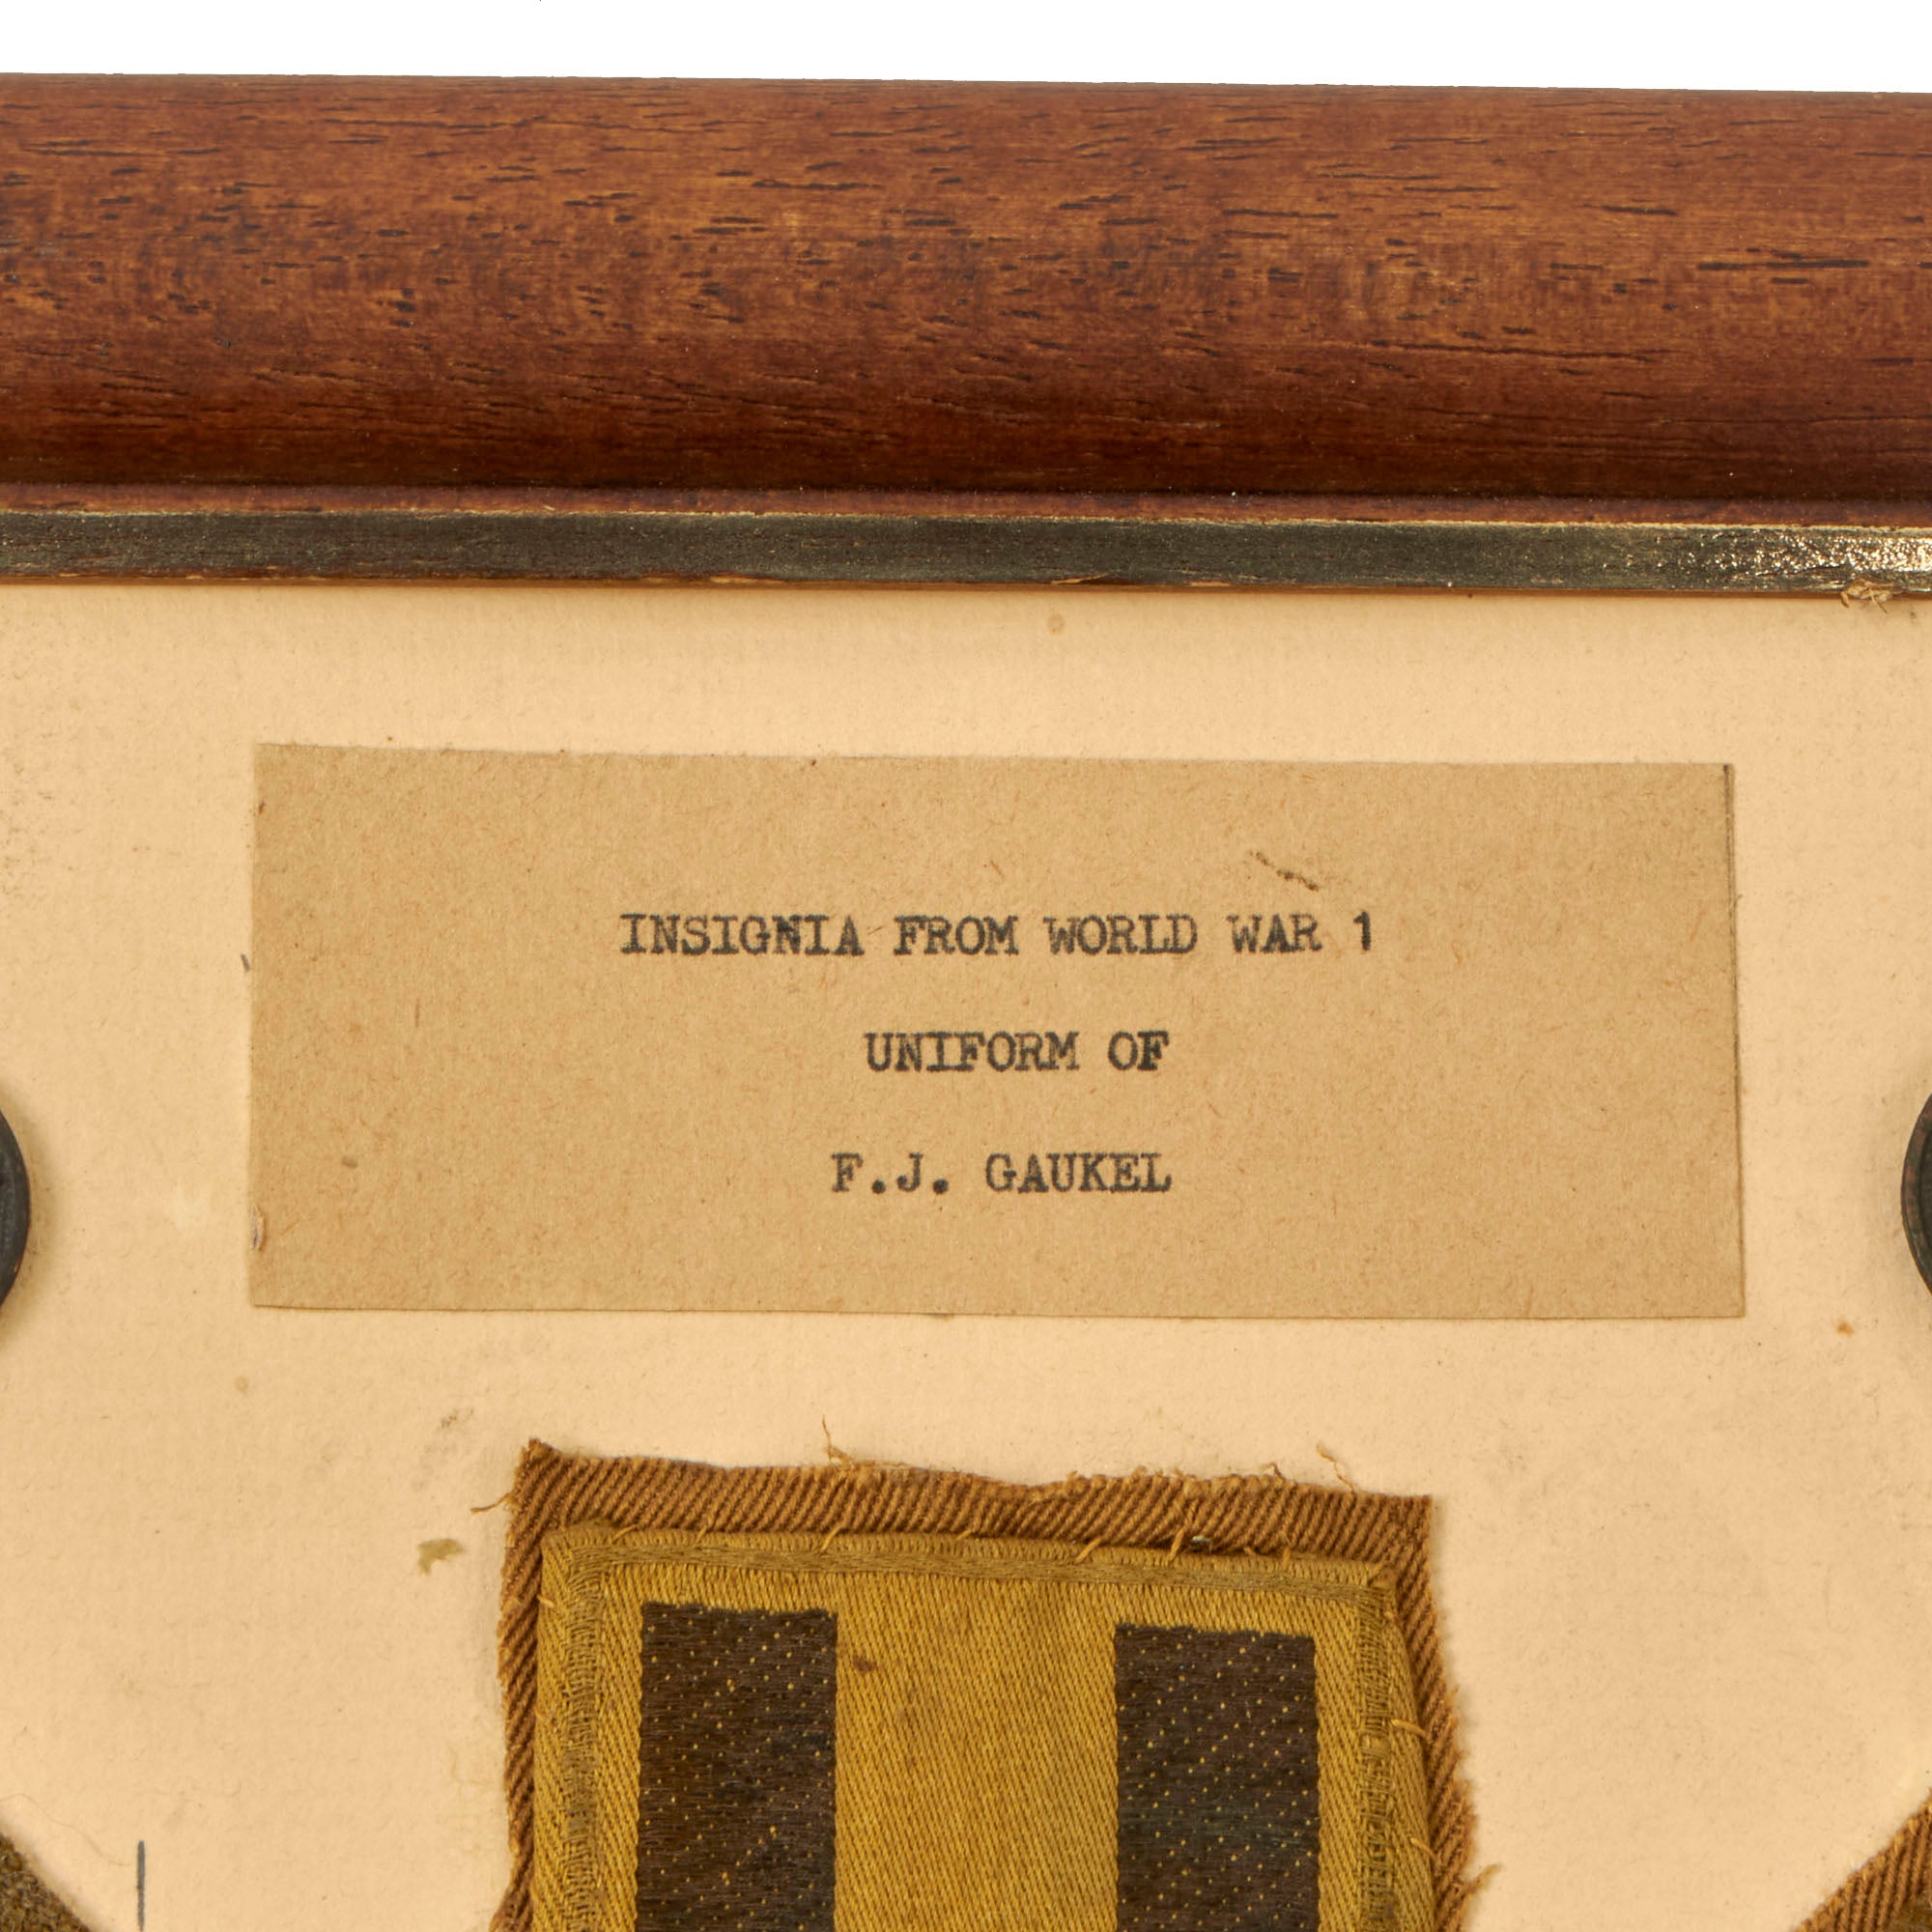 INSIGNIA FROM WORLD WAR 1
UNIFORM OF
F.J. GAUKEL